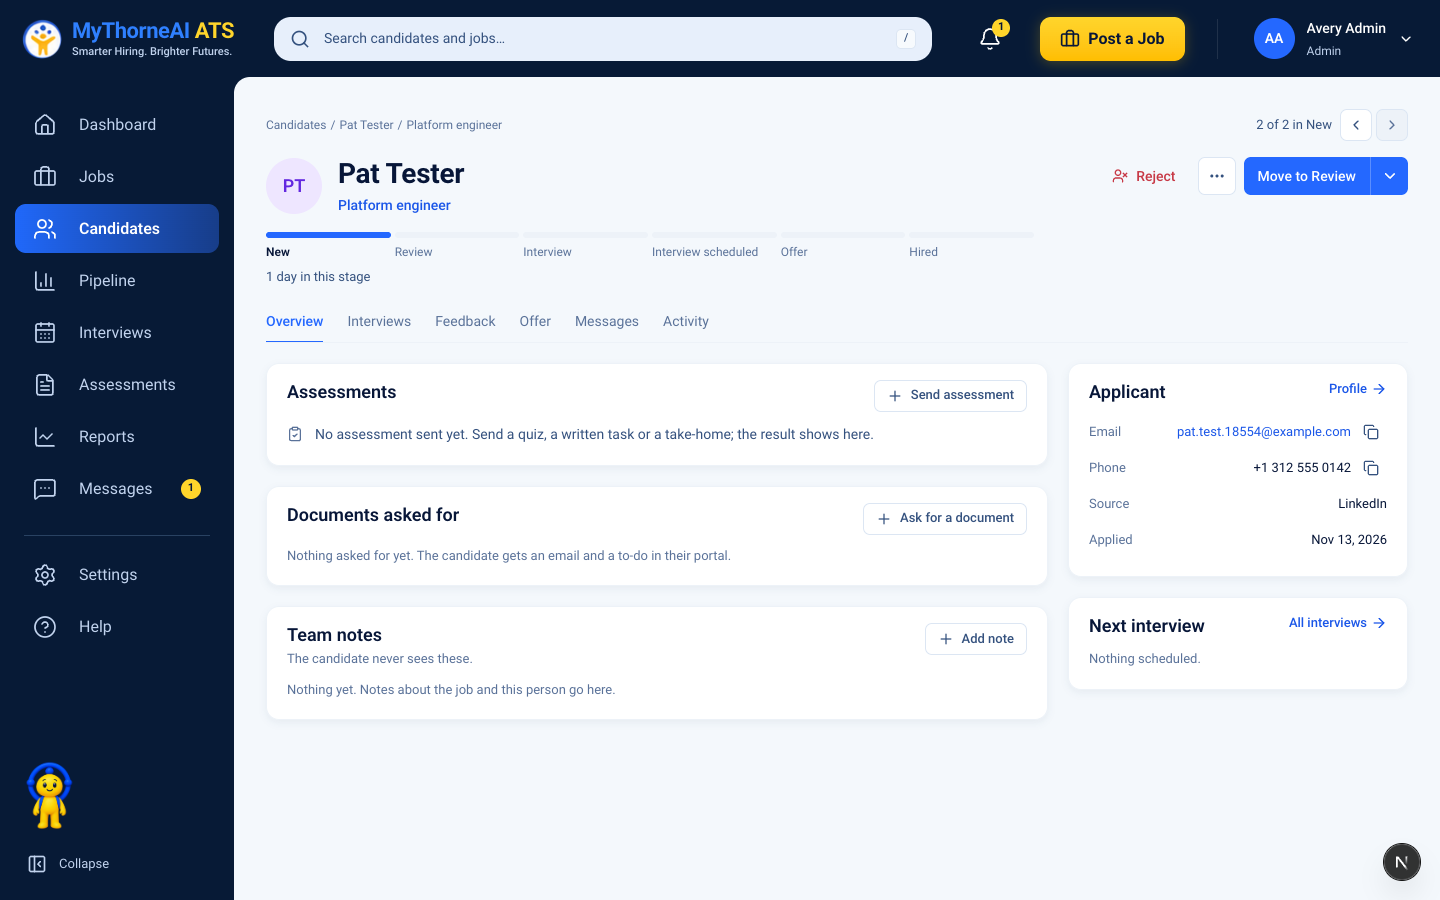 MyThorneAI ATS
Smarter Hiring. Brighter Futures.
Search candidates and jobs...
/
1
Post a Job
AA
Avery Admin
Admin
Dashboard
Jobs
Candidates
Pipeline
Interviews
Assessments
Reports
Messages
1
Settings
Help
Collapse
Candidates / Pat Tester / Platform engineer
2 of 2 in New
PT
Pat Tester
Platform engineer
Reject
Move to Review
New
Review
Interview
Interview scheduled
Offer
Hired
1 day in this stage
Overview
Interviews
Feedback
Offer
Messages
Activity
Assessments
Send assessment
No assessment sent yet. Send a quiz, a written task or a take-home; the result shows here.
Documents asked for
Ask for a document
Nothing asked for yet. The candidate gets an email and a to-do in their portal.
Team notes
The candidate never sees these.
Add note
Nothing yet. Notes about the job and this person go here.
Applicant
Profile
Email
pat.test.18554@example.com
Phone
+1 312 555 0142
Source
LinkedIn
Applied
Nov 13, 2026
Next interview
All interviews
Nothing scheduled.
N